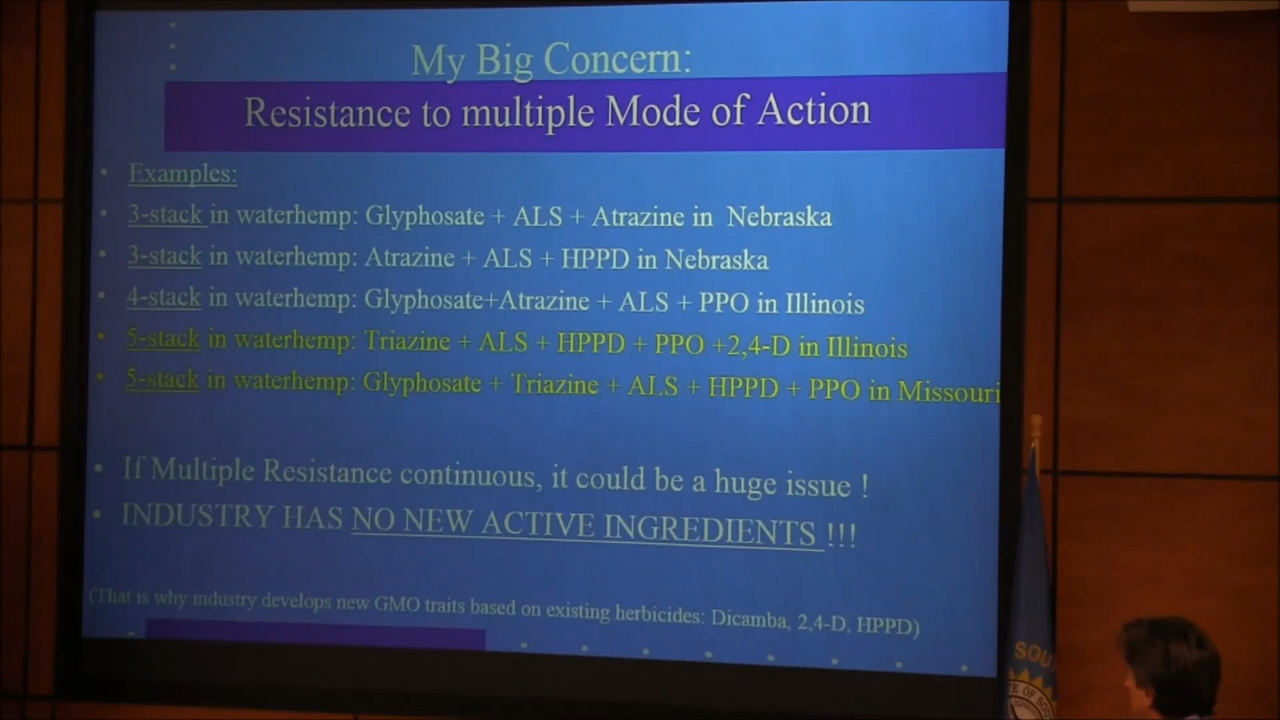 My Big Concern:
Resistance to multiple Mode of Action
• Examples:
• 3-stack in waterhemp: Glyphosate + ALS + Atrazine in Nebraska
• 3-stack in waterhemp: Atrazine + ALS + HPPD in Nebraska
• 4-stack in waterhemp: Glyphosate+Atrazine + ALS + PPO in Illinois
• 5-stack in waterhemp: Triazine + ALS + HPPD + PPO +2,4-D in Illinois
• 5-stack in waterhemp: Glyphosate + Triazine + ALS + HPPD + PPO in Missouri
• If Multiple Resistance continuous, it could be a huge issue !
• INDUSTRY HAS NO NEW ACTIVE INGREDIENTS !!!
(That is why industry develops new GMO traits based on existing herbicides: Dicamba, 2,4-D, HPPD)
SOU